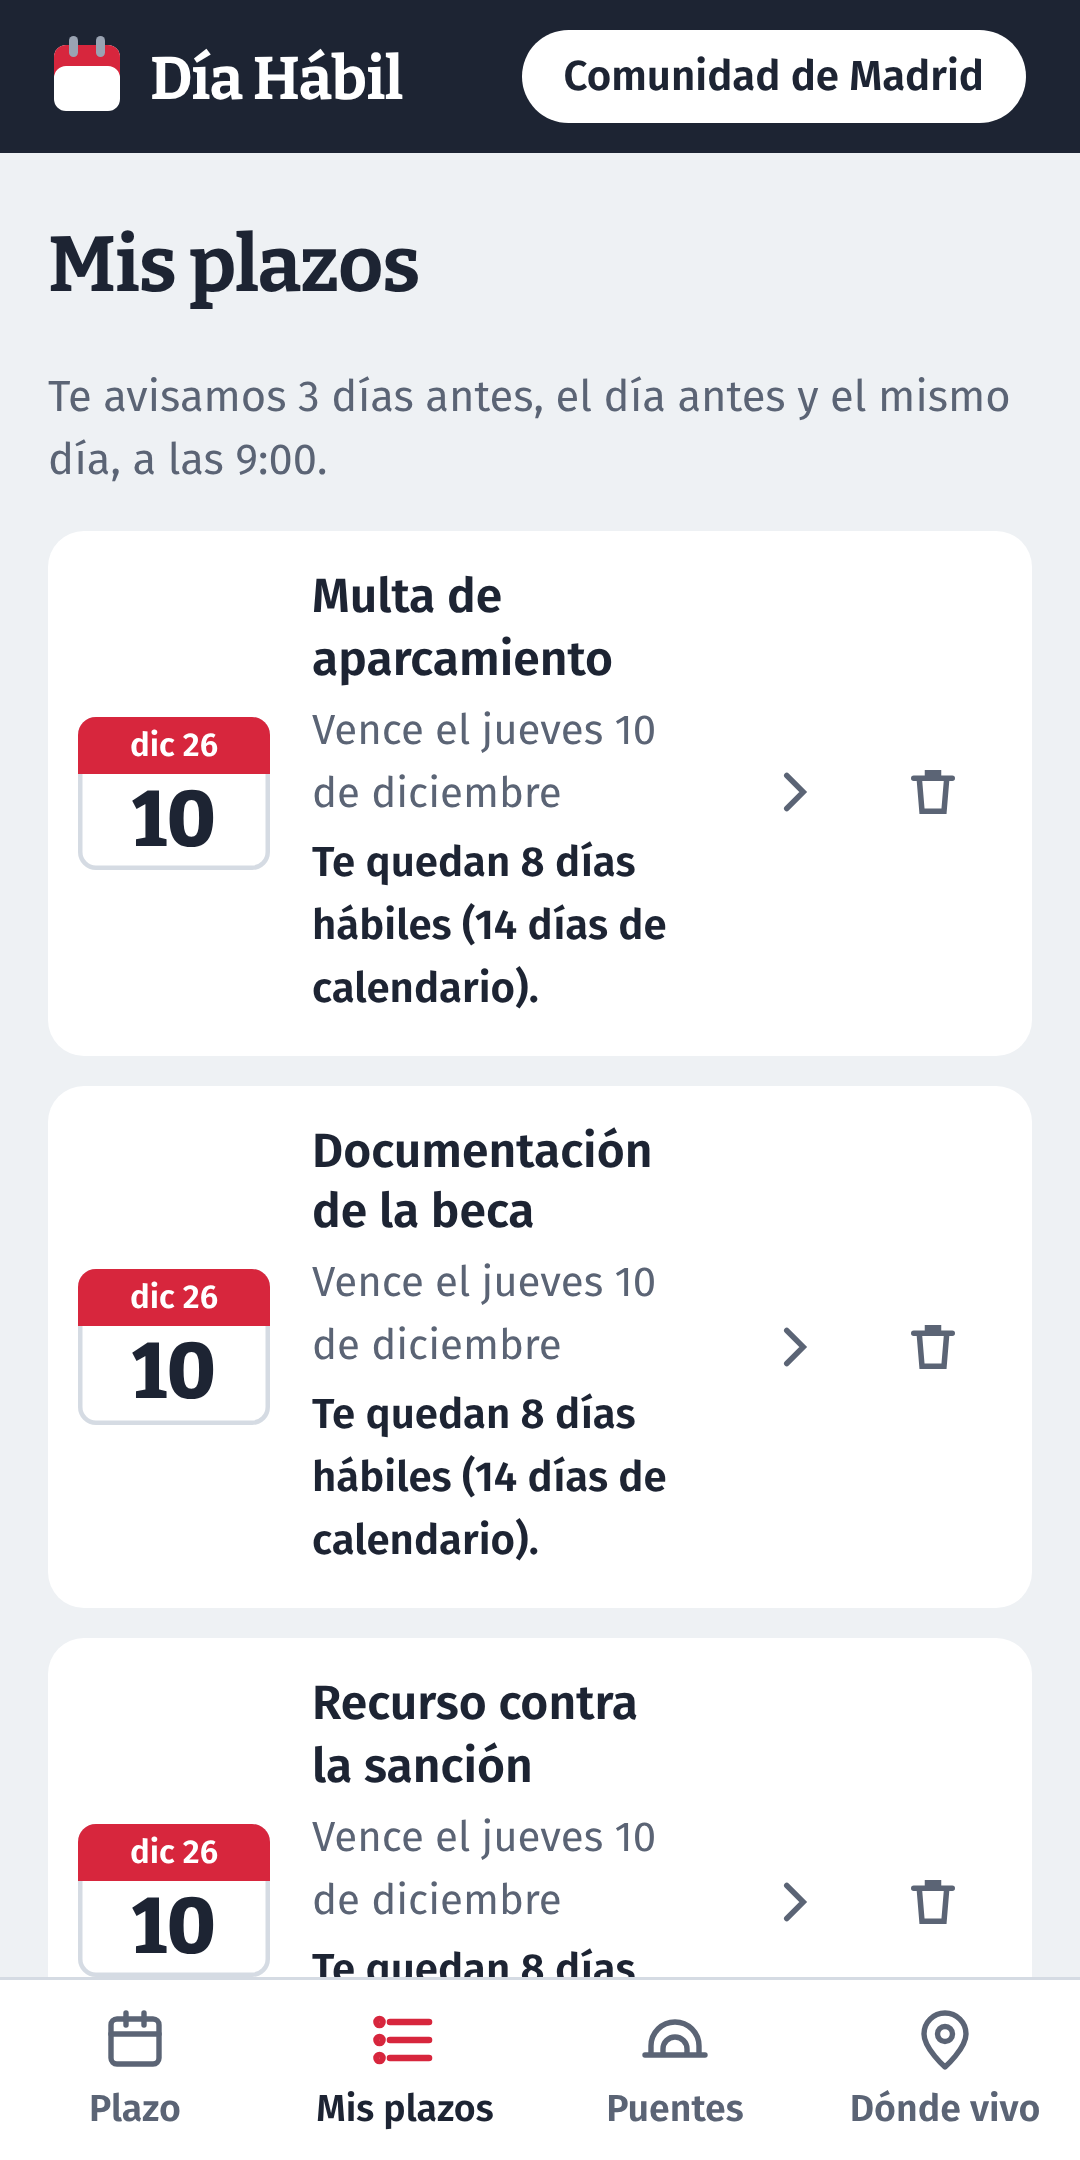 Día Hábil
Comunidad de Madrid
Mis plazos
Te avisamos 3 días antes, el día antes y el mismo
día, a las 9:00.
Multa de
aparcamiento
dic 26
10
Vence el jueves 10
de diciembre
Te quedan 8 días
hábiles (14 días de
calendario).
Documentación
de la beca
dic 26
10
Vence el jueves 10
de diciembre
Te quedan 8 días
hábiles (14 días de
calendario).
Recurso contra
la sanción
dic 26
10
Vence el jueves 10
de diciembre
Te quedan 8 días
Plazo
Mis plazos
Puentes
Dónde vivo